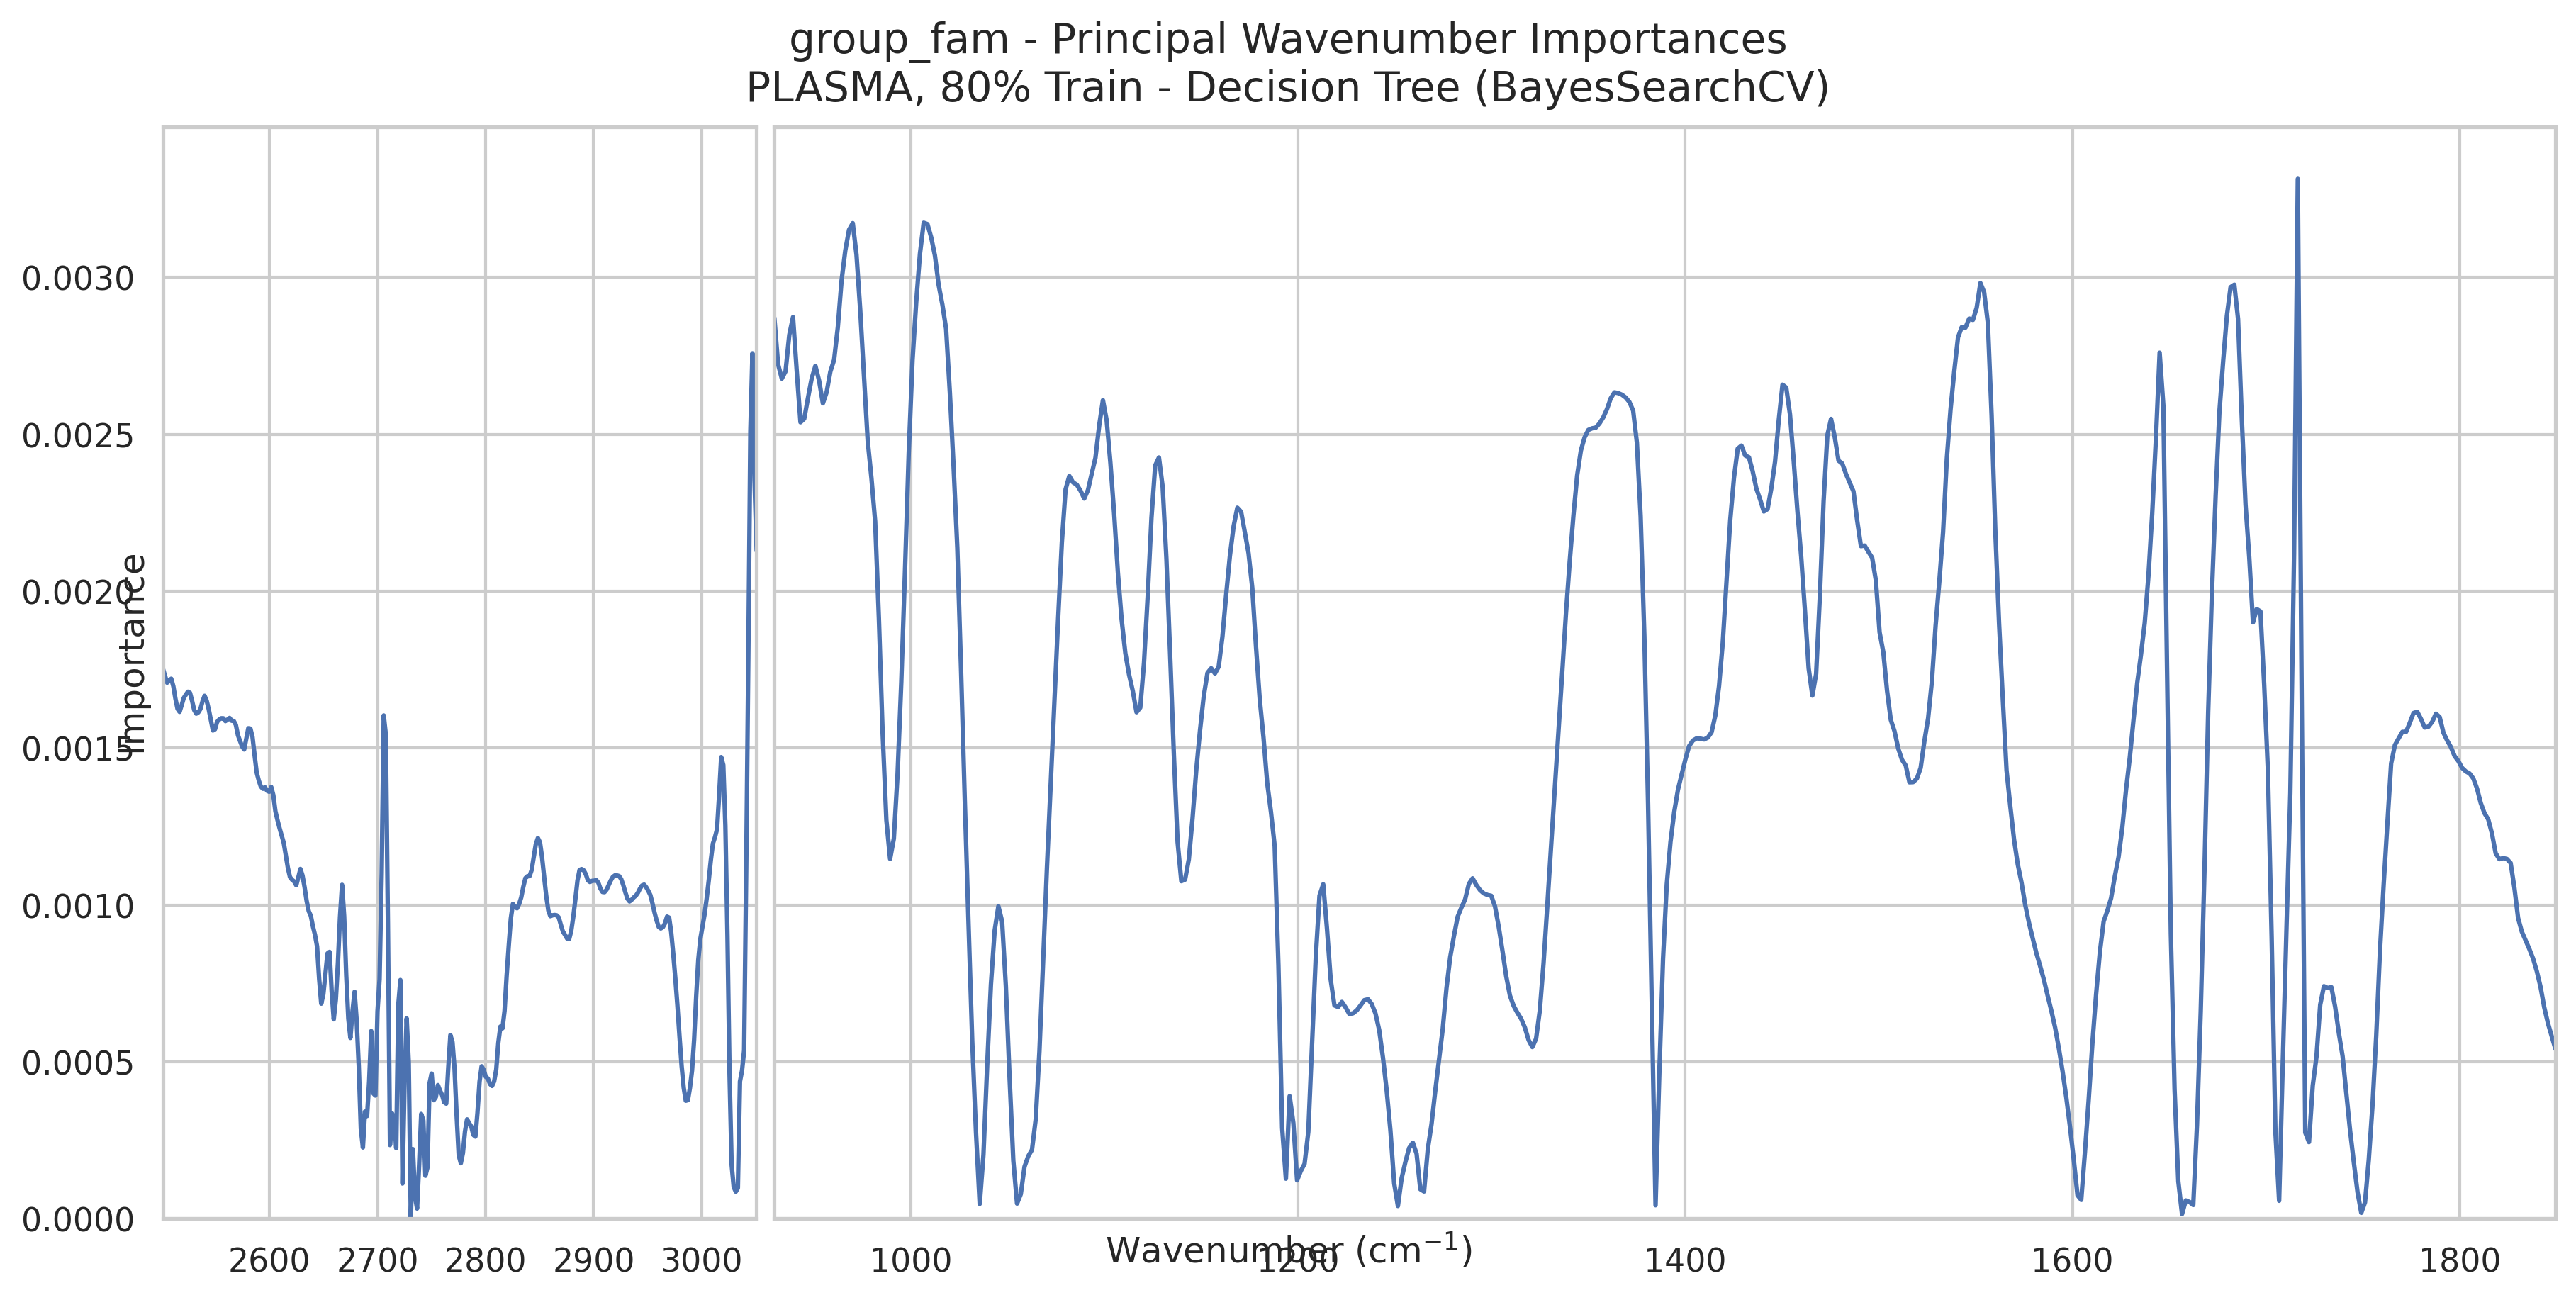 group_fam - Principal Wavenumber Importances
PLASMA, 80% Train - Decision Tree (BayesSearchCV)
Importance
0.0030
0.0025
0.0020
0.0015
0.0010
0.0005
0.0000
2600 2700 2800 2900 3000 1000 1200 1400 1600 1800
Wavenumber (cm⁻¹)